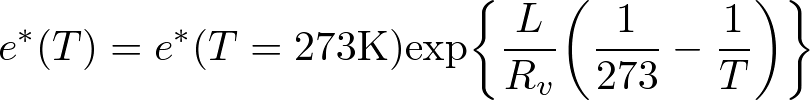 e*(T) = e*(T = 273K)exp{ L/R_v ( 1/273 − 1/T ) }